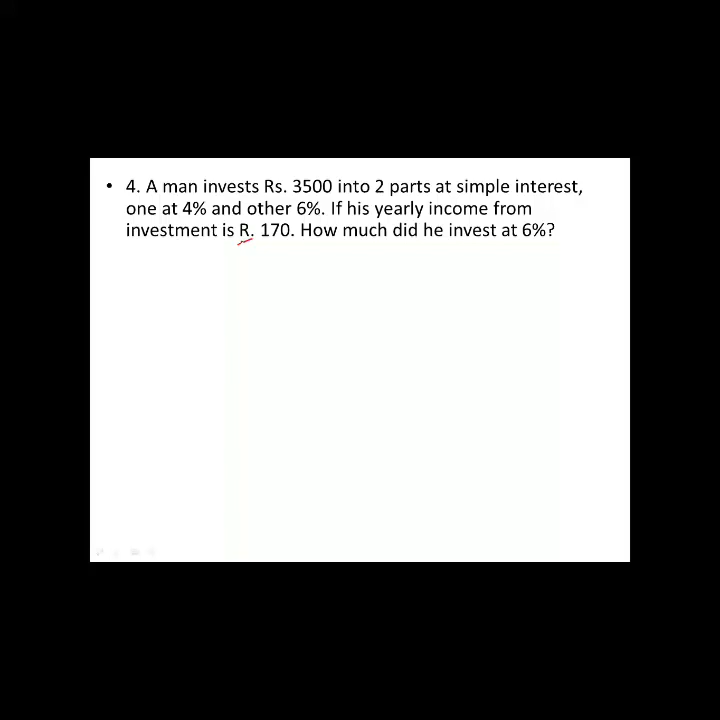 • 4. A man invests Rs. 3500 into 2 parts at simple interest,
one at 4% and other 6%. If his yearly income from
investment is R. 170. How much did he invest at 6%?